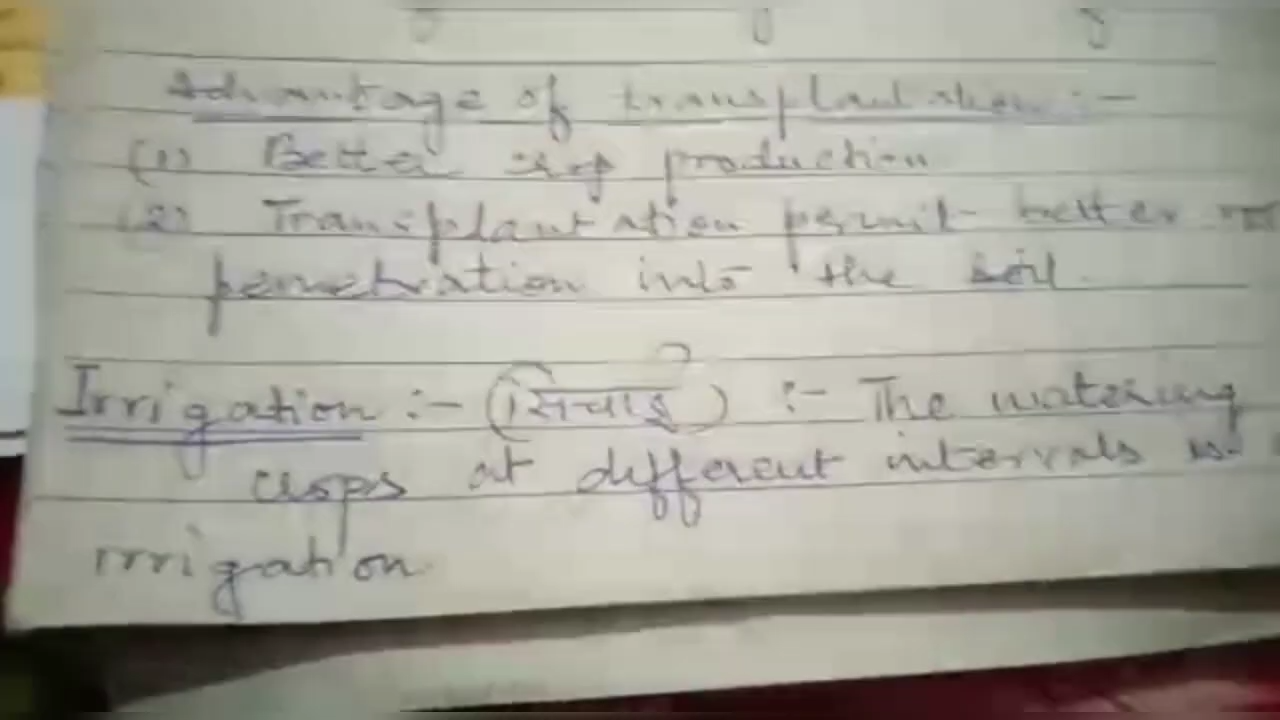 Advantage of transplantation :-
(1) Better crop production
(2) Transplantation permit better
penetration into the soil.
Irrigation :- (सिंचाई) :- The watering
crops at different intervals is
irrigation